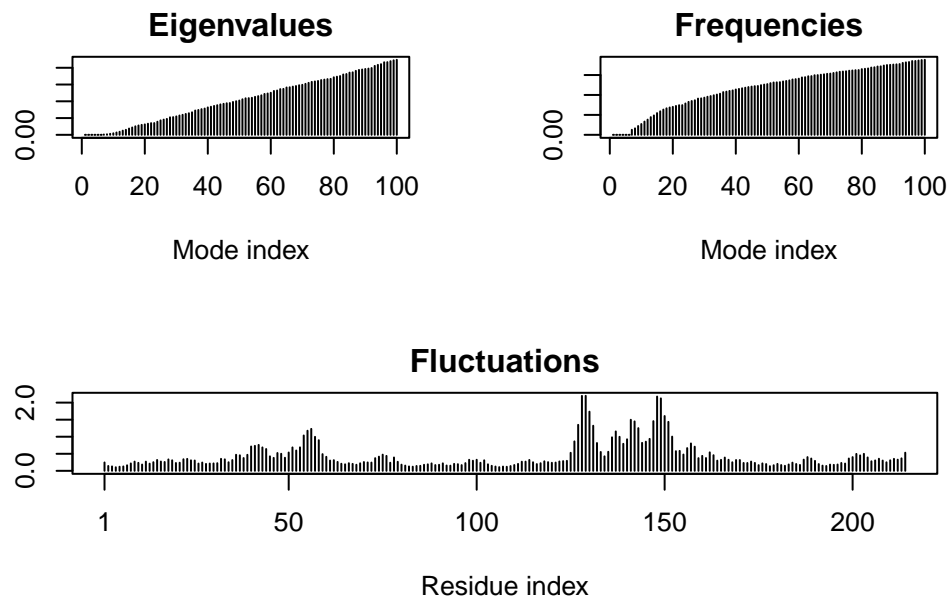 Eigenvalues
0.00
0 20 40 60 80 100
Mode index
Frequencies
0.00
0 20 40 60 80 100
Mode index
Fluctuations
0.0 2.0
1 50 100 150 200
Residue index